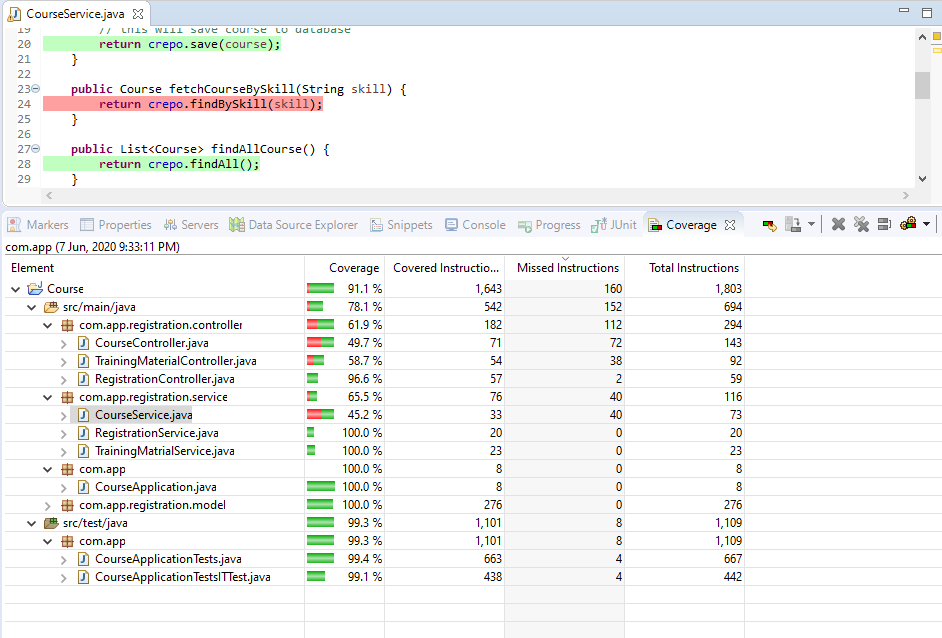 CourseService.java
19 // this will save course to database
20 return crepo.save(course);
21 }
22
23 public Course fetchCourseBySkill(String skill) {
24 return crepo.findBySkill(skill);
25 }
26
27 public List<Course> findAllCourse() {
28 return crepo.findAll();
29 }
Markers Properties Servers Data Source Explorer Snippets Console Progress JUnit Coverage
com.app (7 Jun, 2020 9:33:11 PM)
Element Coverage Covered Instructio... Missed Instructions Total Instructions
Course 91.1 % 1,643 160 1,803
src/main/java 78.1 % 542 152 694
com.app.registration.controller 61.9 % 182 112 294
CourseController.java 49.7 % 71 72 143
TrainingMaterialController.java 58.7 % 54 38 92
RegistrationController.java 96.6 % 57 2 59
com.app.registration.service 65.5 % 76 40 116
CourseService.java 45.2 % 33 40 73
RegistrationService.java 100.0 % 20 0 20
TrainingMatrialService.java 100.0 % 23 0 23
com.app 100.0 % 8 0 8
CourseApplication.java 100.0 % 8 0 8
com.app.registration.model 100.0 % 276 0 276
src/test/java 99.3 % 1,101 8 1,109
com.app 99.3 % 1,101 8 1,109
CourseApplicationTests.java 99.4 % 663 4 667
CourseApplicationTestsITTest.java 99.1 % 438 4 442